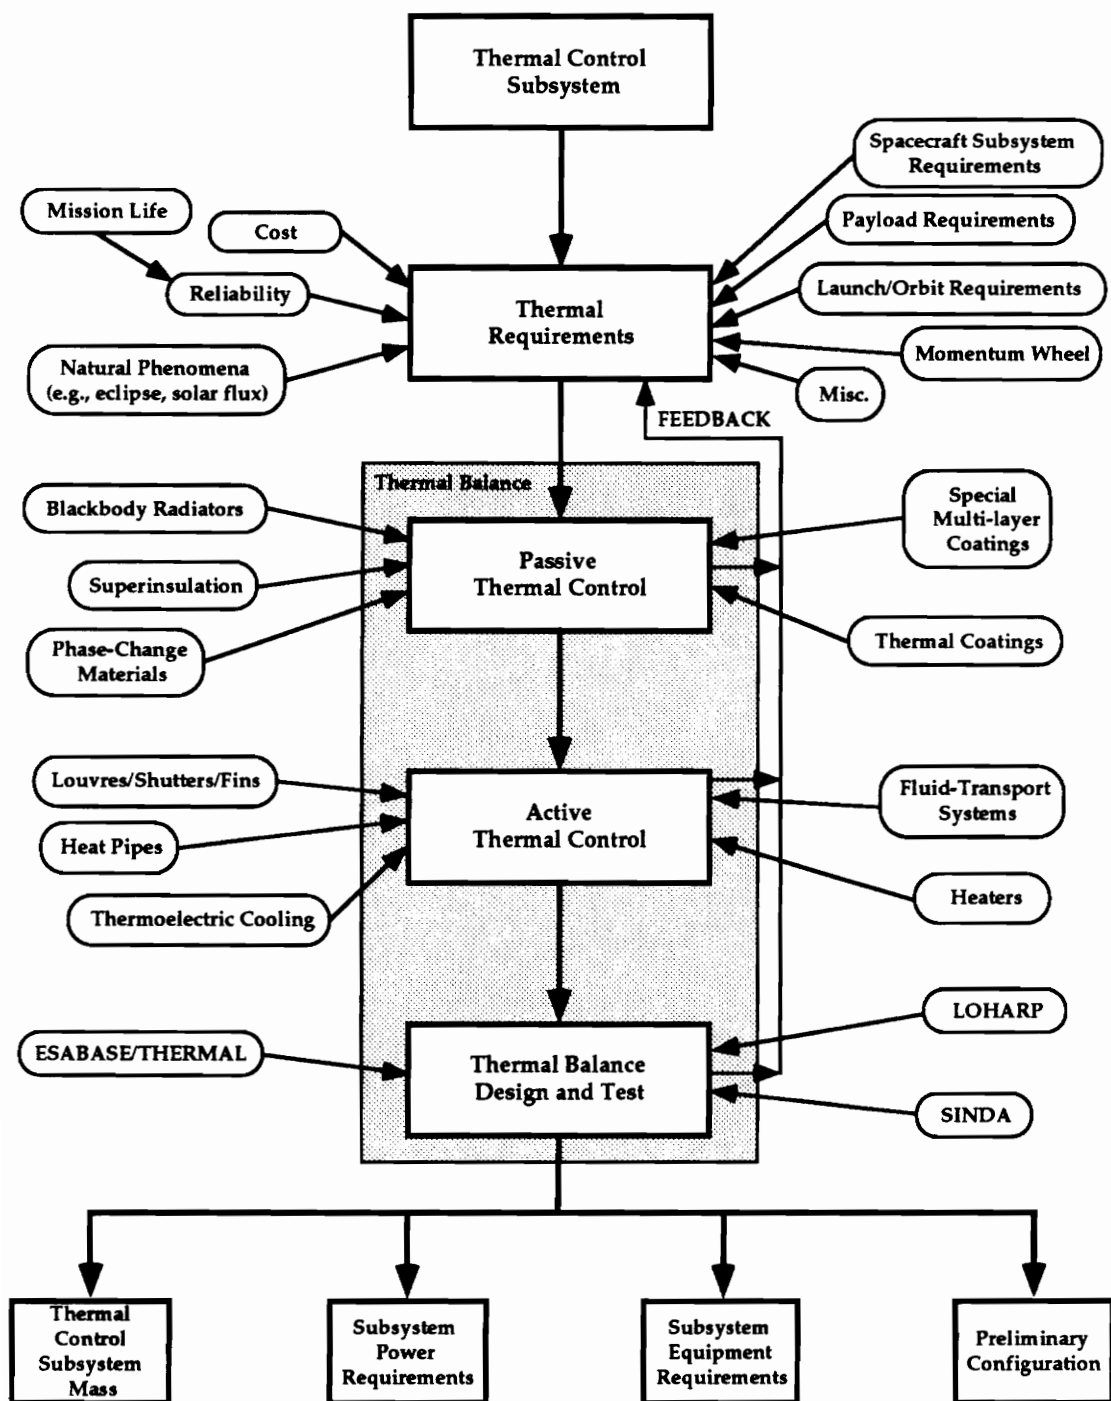 Thermal Control
Subsystem
Spacecraft Subsystem
Requirements
Mission Life
Cost
Payload Requirements
Reliability
Launch/Orbit Requirements
Thermal
Requirements
Natural Phenomena
(e.g., eclipse, solar flux)
Momentum Wheel
Misc.
FEEDBACK
Thermal Balance
Blackbody Radiators
Special
Multi-layer
Coatings
Superinsulation
Passive
Thermal Control
Phase-Change
Materials
Thermal Coatings
Louvres/Shutters/Fins
Fluid-Transport
Systems
Active
Thermal Control
Heat Pipes
Thermoelectric Cooling
Heaters
LOHARP
ESABASE/THERMAL
Thermal Balance
Design and Test
SINDA
Thermal
Control
Subsystem
Mass
Subsystem
Power
Requirements
Subsystem
Equipment
Requirements
Preliminary
Configuration